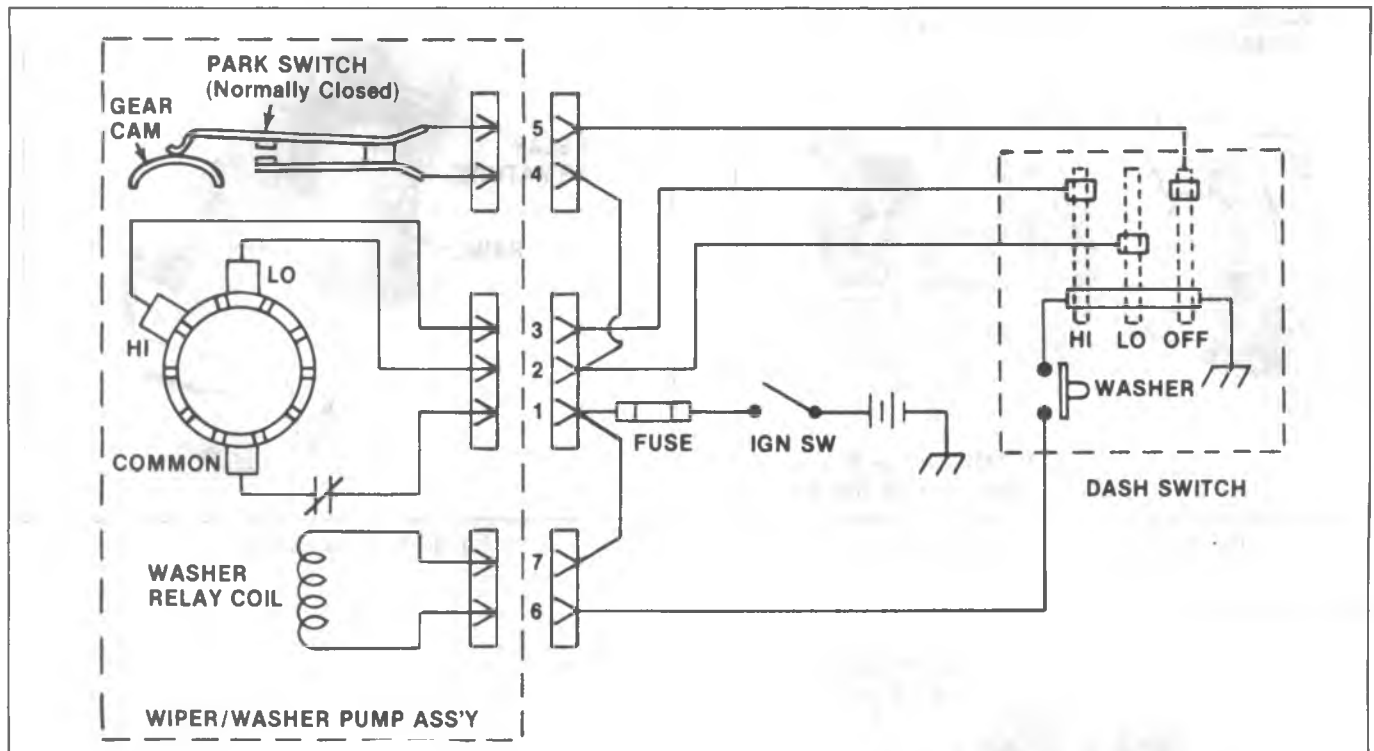 PARK SWITCH
(Normally Closed)
GEAR
CAM
5
4
LO
HI
3
2
1
COMMON
FUSE
IGN SW
HI LO OFF
WASHER
DASH SWITCH
WASHER
RELAY COIL
7
6
WIPER/WASHER PUMP ASS'Y